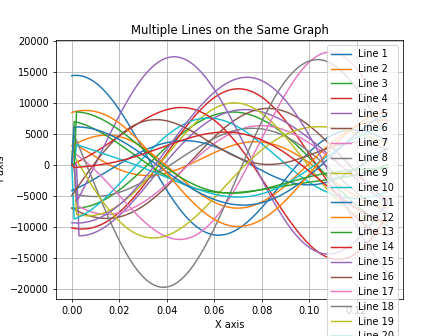 Multiple Lines on the Same Graph
20000
15000
10000
5000
0
−5000
−10000
−15000
−20000
0.00
0.02
0.04
0.06
0.08
0.10
X axis
Line 1
Line 2
Line 3
Line 4
Line 5
Line 6
Line 7
Line 8
Line 9
Line 10
Line 11
Line 12
Line 13
Line 14
Line 15
Line 16
Line 17
Line 18
Line 19